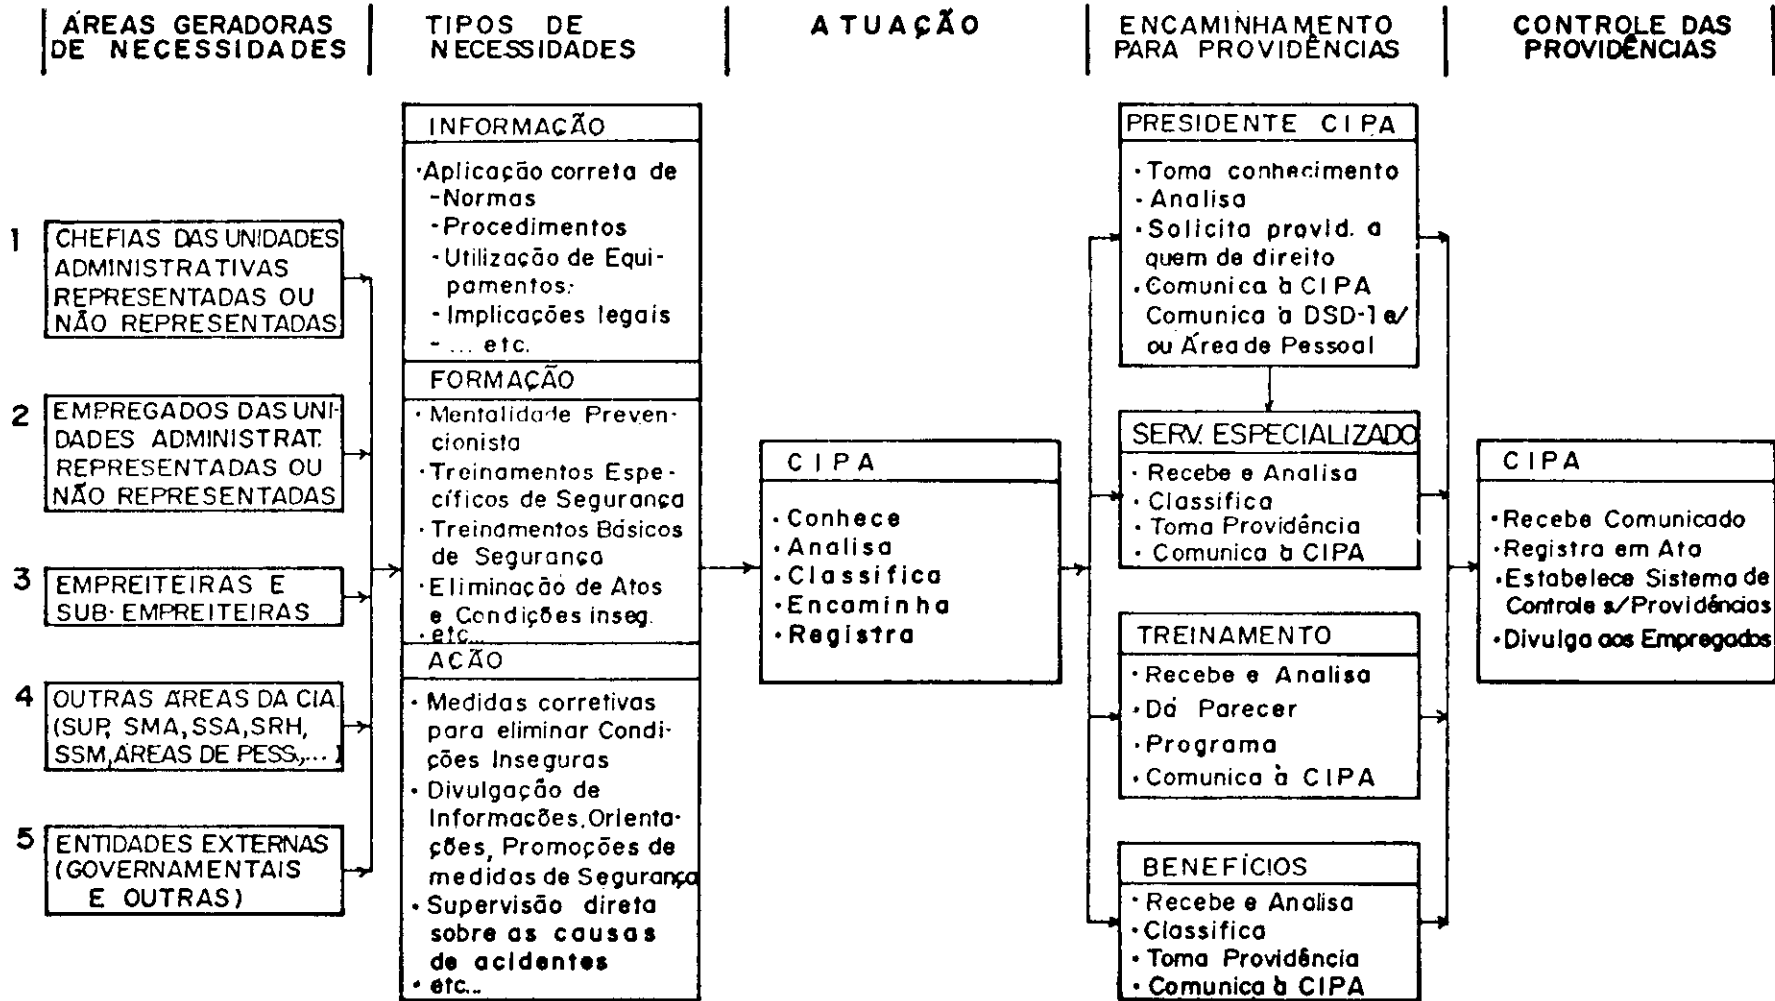 ÁREAS GERADORAS
DE NECESSIDADES
TIPOS DE
NECESSIDADES
ATUAÇÃO
ENCAMINHAMENTO
PARA PROVIDÊNCIAS
CONTROLE DAS
PROVIDÊNCIAS
1
CHEFIAS DAS UNIDADES
ADMINISTRATIVAS
REPRESENTADAS OU
NÃO REPRESENTADAS
2
EMPREGADOS DAS UNI-
DADES ADMINISTRAT.
REPRESENTADAS OU
NÃO REPRESENTADAS
3
EMPREITEIRAS E
SUB-EMPREITEIRAS
4
OUTRAS ÁREAS DA CIA.
(SUP, SMA, SSA, SRH,
SSM, ÁREAS DE PESS.,...)
5
ENTIDADES EXTERNAS
(GOVERNAMENTAIS
E OUTRAS)
INFORMAÇÃO
·Aplicação correta de
-Normas
-Procedimentos
-Utilização de Equi-
pamentos.
-Implicações legais
-... etc.
FORMAÇÃO
·Mentalidade Preven-
cionista
·Treinamentos Espe-
cíficos de Segurança
·Treinamentos Básicos
de Segurança
·Eliminação de Atos
e Condições inseg.
·etc...
AÇÃO
·Medidas corretivas
para eliminar Condi-
ções Inseguras
·Divulgação de
Informações, Orienta-
ções, Promoções de
medidas de Segurança
·Supervisão direta
sobre as causas
de acidentes
·etc...
CIPA
·Conhece
·Analisa
·Classifica
·Encaminha
·Registra
PRESIDENTE CIPA
·Toma conhecimento
·Analisa
·Solicita provid. a
quem de direito
·Comunica à CIPA
Comunica à DSD-1 e/
ou Área de Pessoal
SERV. ESPECIALIZADO
·Recebe e Analisa
·Classifica
·Toma Providência
·Comunica à CIPA
TREINAMENTO
·Recebe e Analisa
·Dá Parecer
·Programa
·Comunica à CIPA
BENEFÍCIOS
·Recebe e Analisa
·Classifica
·Toma Providência
·Comunica à CIPA
CIPA
·Recebe Comunicado
·Registra em Ata
·Estabelece Sistema de
Controle s/Providências
·Divulga aos Empregados